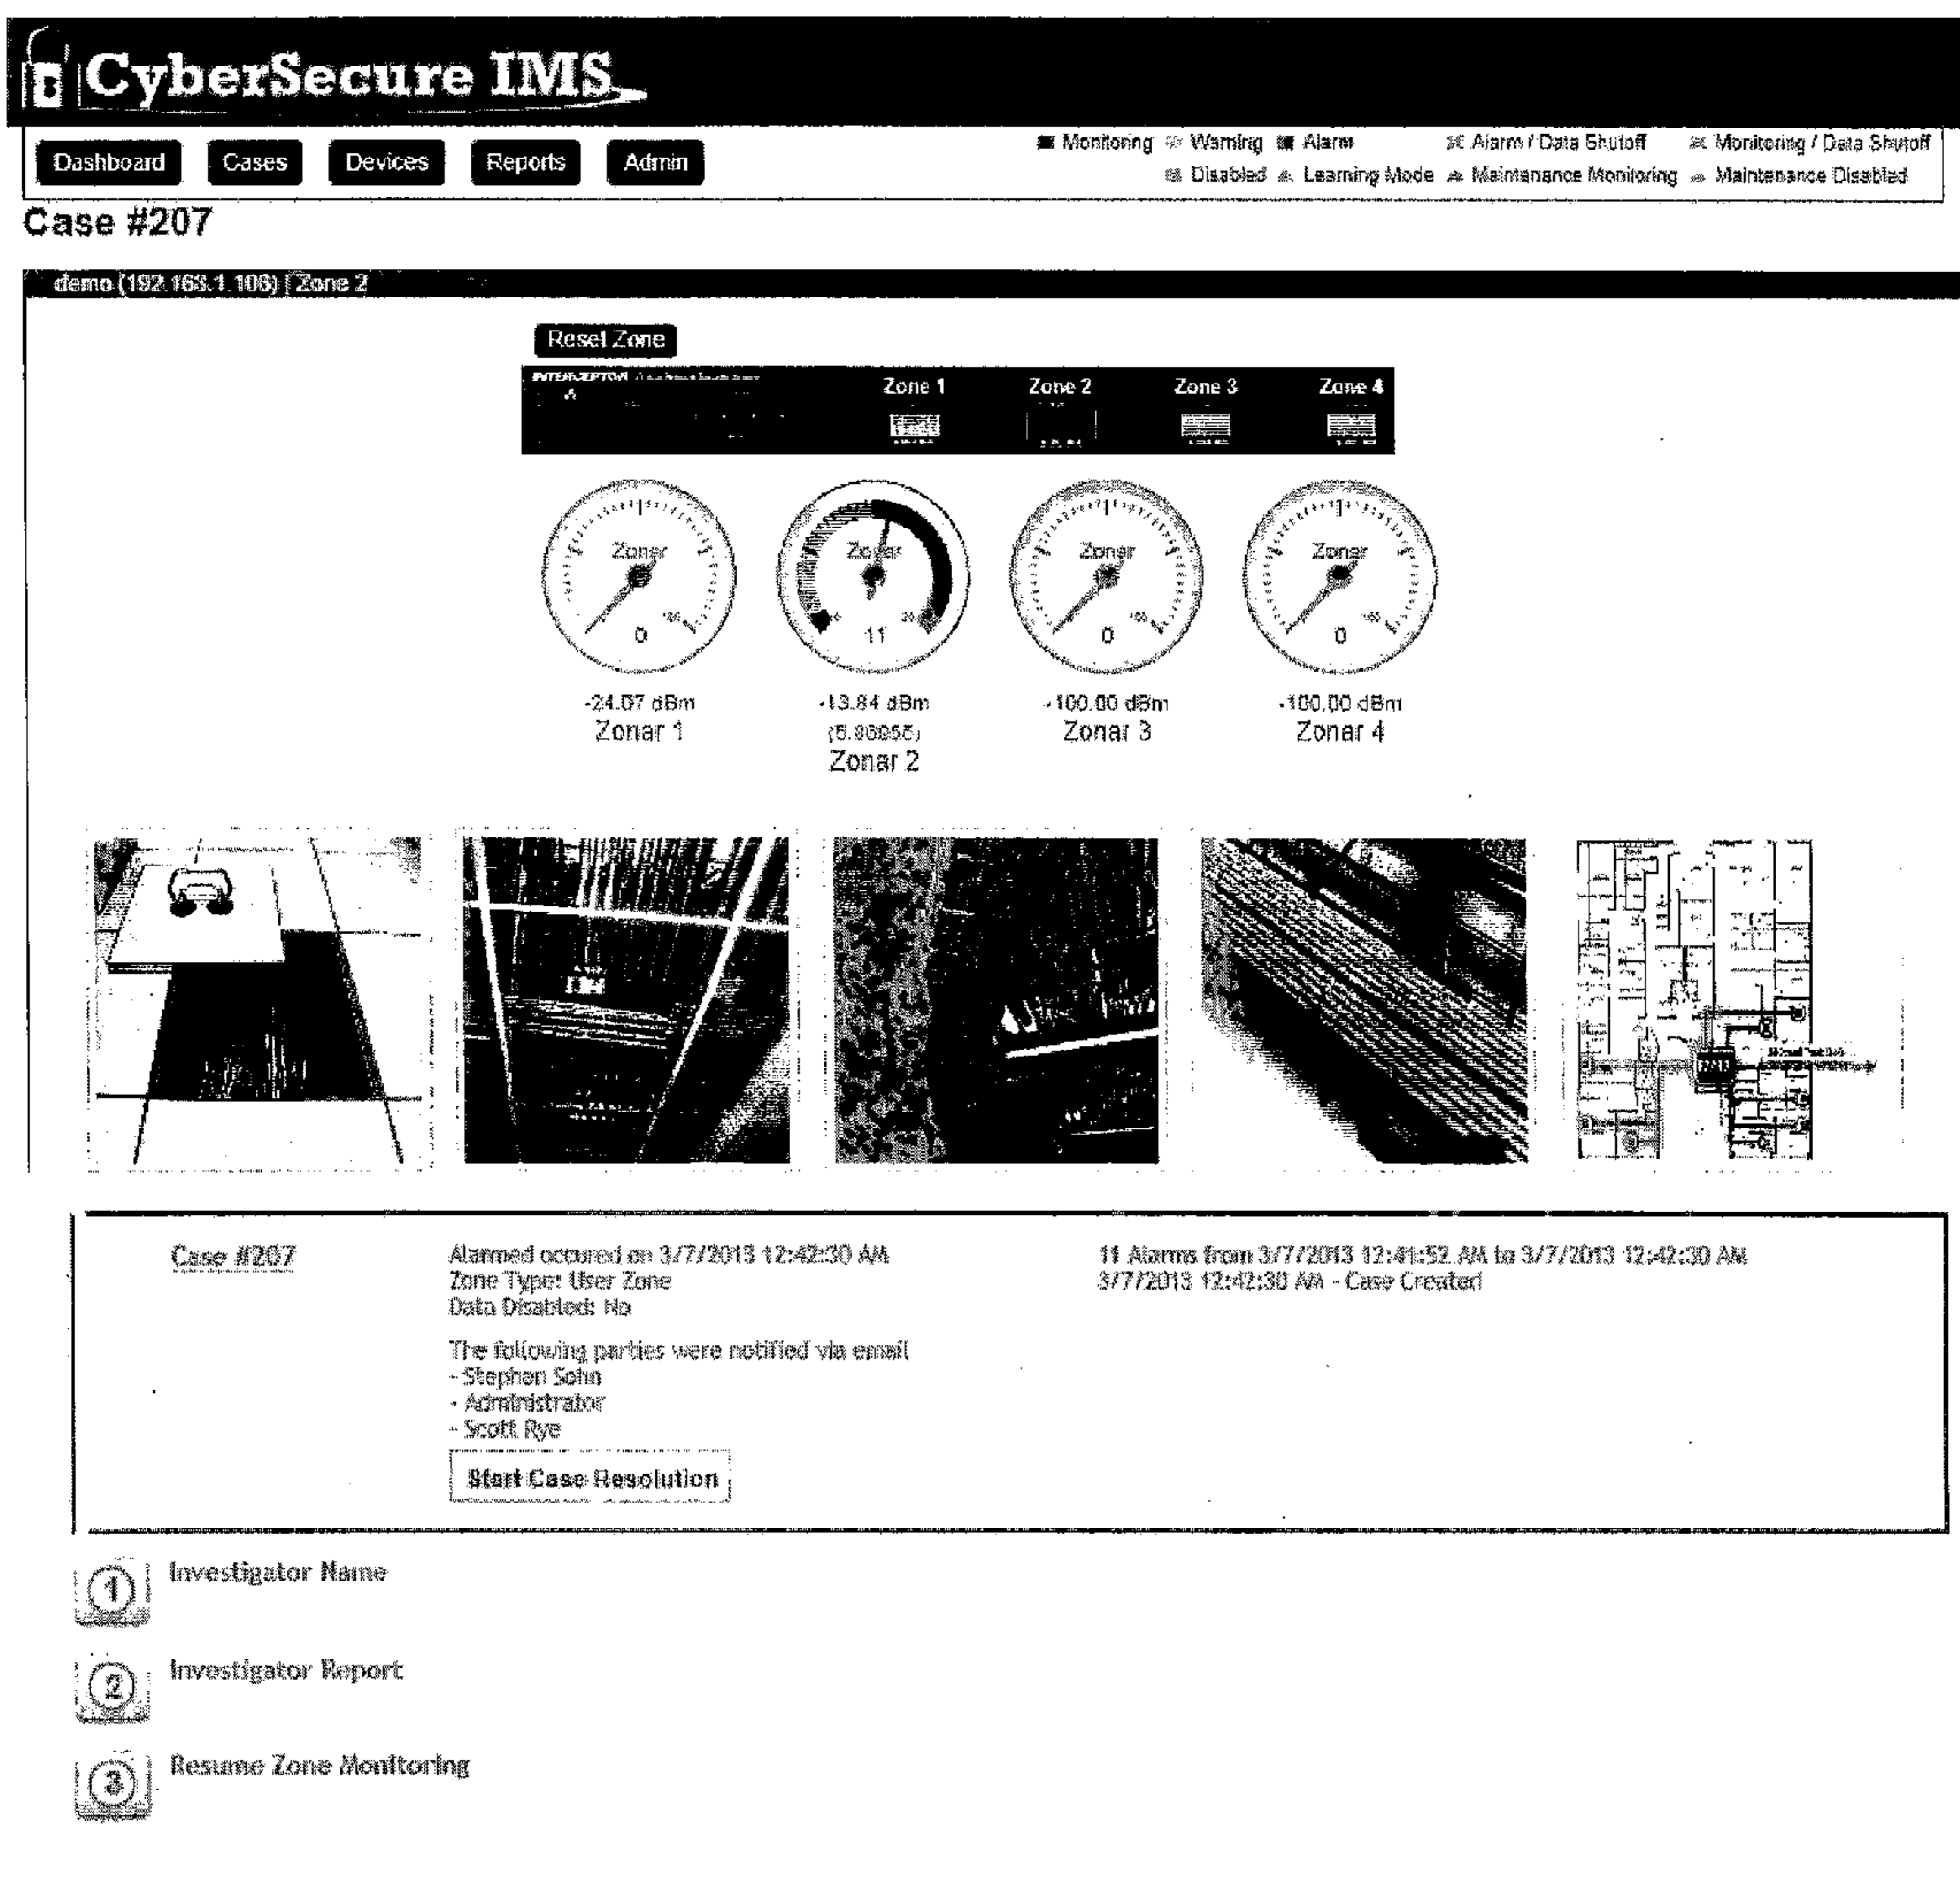 CyberSecure IMS
Dashboard Cases Devices Reports Admin
Monitoring Warning Alarm Alarm / Data Shutoff Monitoring / Data Shutoff
Disabled Learning Mode Maintenance Monitoring Maintenance Disabled
Case #207
demo (192.168.1.106) | Zone 2
Reset Zone
INTERCEPTOR Zone 1 Zone 2 Zone 3 Zone 4
Zonar Zonar Zonar Zonar
0 11 0 0
-24.07 dBm -13.84 dBm -100.00 dBm -100.00 dBm
Zonar 1 Zonar 3 Zonar 4
Zonar 2
Case #207 Alarmed occured on 3/7/2013 12:42:30 AM 11 Alarms from 3/7/2013 12:41:52 AM to 3/7/2013 12:42:30 AM
Zone Type: User Zone 3/7/2013 12:42:30 AM - Case Created
Data Disabled: No
The following parties were notified via email
- Stephen Sohn
- Administrator
- Scott Rye
Start Case Resolution
1 Investigator Name
2 Investigator Report
3 Resume Zone Monitoring